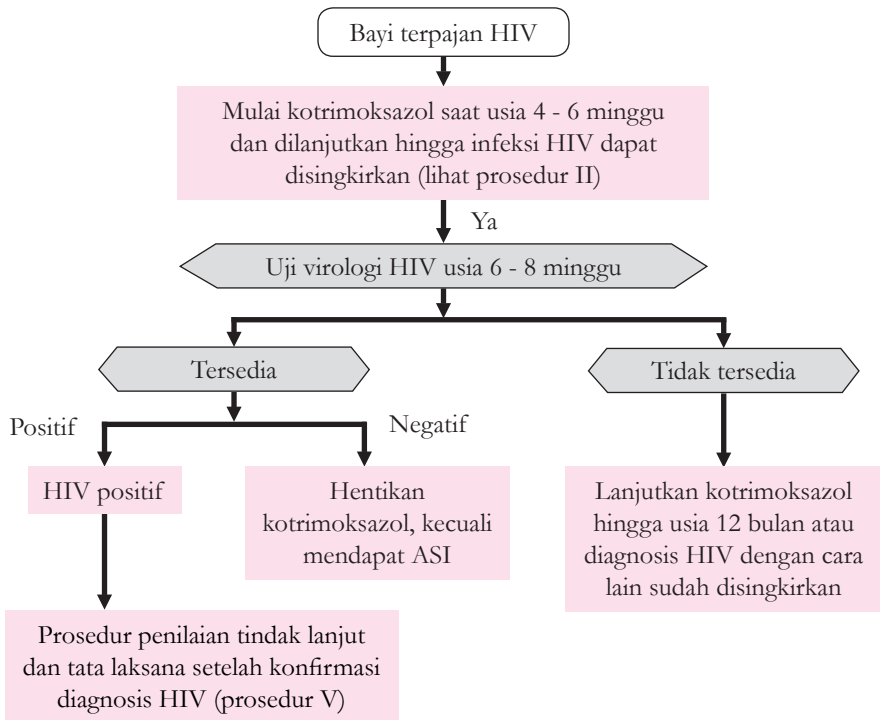 Bayi terpajan HIV
Mulai kotrimoksazol saat usia 4 - 6 minggu
dan dilanjutkan hingga infeksi HIV dapat
disingkirkan (lihat prosedur II)
Ya
Uji virologi HIV usia 6 - 8 minggu
Tersedia
Tidak tersedia
Positif
Negatif
HIV positif
Hentikan
kotrimoksazol, kecuali
mendapat ASI
Lanjutkan kotrimoksazol
hingga usia 12 bulan atau
diagnosis HIV dengan cara
lain sudah disingkirkan
Prosedur penilaian tindak lanjut
dan tata laksana setelah konfirmasi
diagnosis HIV (prosedur V)